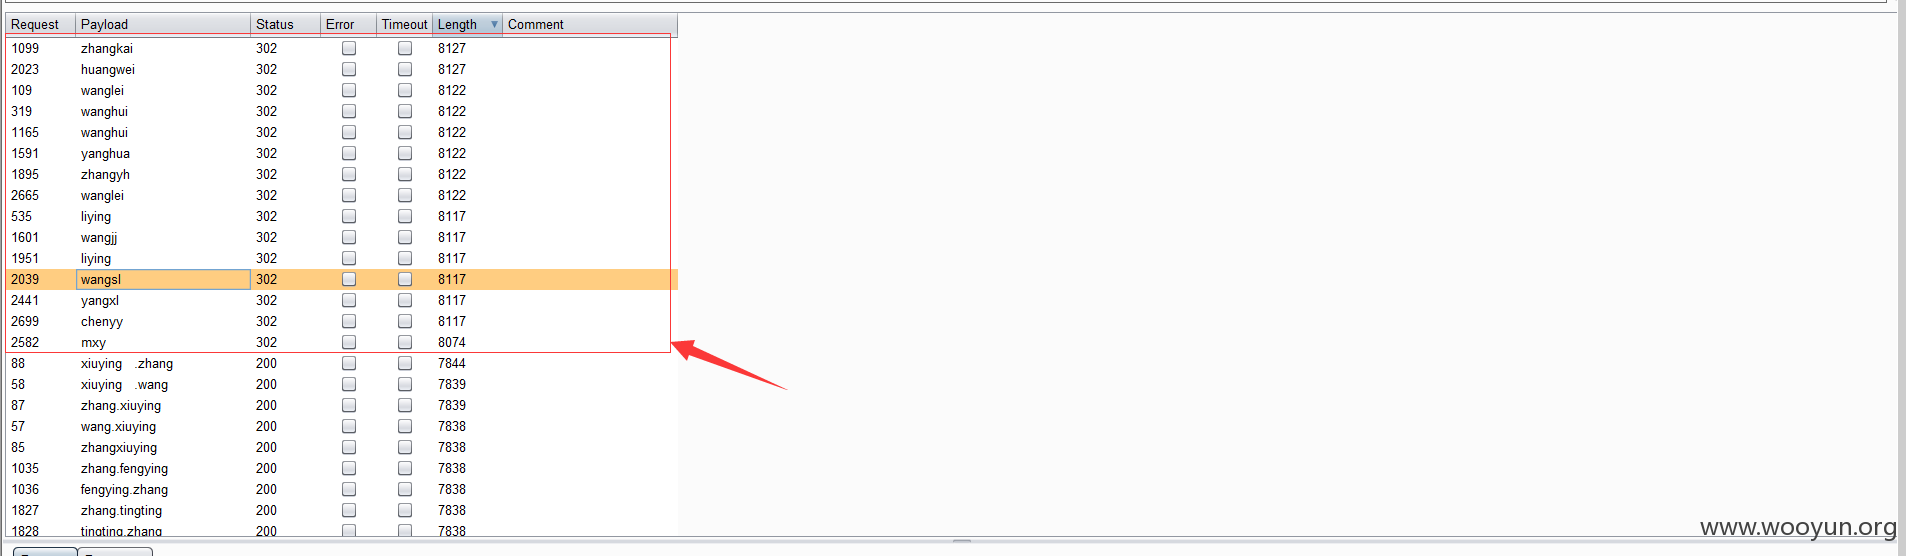 Request Payload Status Error Timeout Length Comment
1099 zhangkai 302 8127
2023 huangwei 302 8127
109 wanglei 302 8122
319 wanghui 302 8122
1165 wanghui 302 8122
1591 yanghua 302 8122
1895 zhangyh 302 8122
2665 wanglei 302 8122
535 liying 302 8117
1601 wangjj 302 8117
1951 liying 302 8117
2039 wangsl 302 8117
2441 yangxl 302 8117
2699 chenyy 302 8117
2582 mxy 302 8074
88 xiuying .zhang 200 7844
58 xiuying .wang 200 7839
87 zhang.xiuying 200 7839
57 wang.xiuying 200 7838
85 zhangxiuying 200 7838
1035 zhang.fengying 200 7838
1036 fengying.zhang 200 7838
1827 zhang.tingting 200 7838
1828 tingting.zhang 200 7838
www.wooyun.org